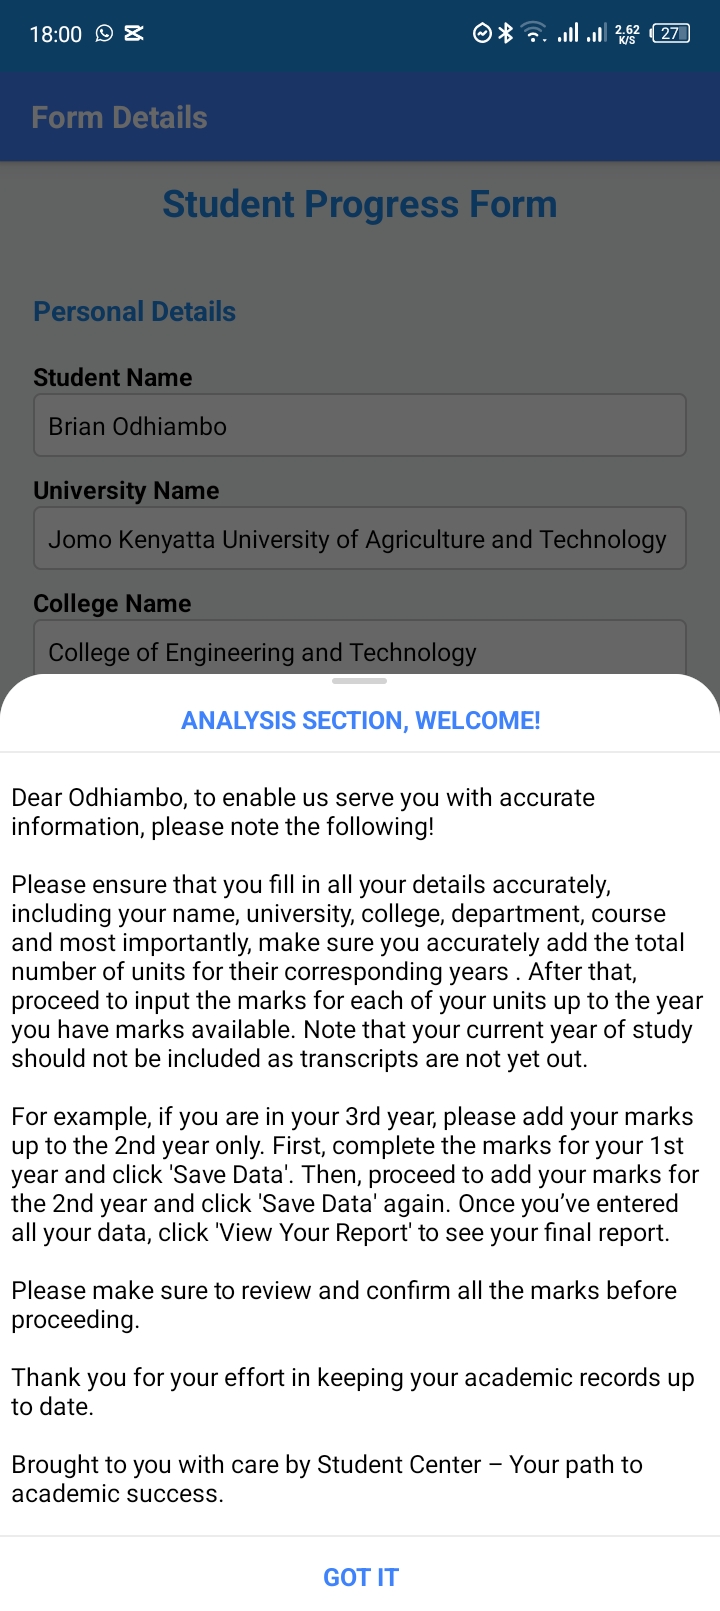 18:00
2.62
K/S
27
Form Details
Student Progress Form
Personal Details
Student Name
Brian Odhiambo
University Name
Jomo Kenyatta University of Agriculture and Technology
College Name
College of Engineering and Technology
ANALYSIS SECTION, WELCOME!
Dear Odhiambo, to enable us serve you with accurate
information, please note the following!
Please ensure that you fill in all your details accurately,
including your name, university, college, department, course
and most importantly, make sure you accurately add the total
number of units for their corresponding years . After that,
proceed to input the marks for each of your units up to the year
you have marks available. Note that your current year of study
should not be included as transcripts are not yet out.
For example, if you are in your 3rd year, please add your marks
up to the 2nd year only. First, complete the marks for your 1st
year and click 'Save Data'. Then, proceed to add your marks for
the 2nd year and click 'Save Data' again. Once you’ve entered
all your data, click 'View Your Report' to see your final report.
Please make sure to review and confirm all the marks before
proceeding.
Thank you for your effort in keeping your academic records up
to date.
Brought to you with care by Student Center – Your path to
academic success.
GOT IT